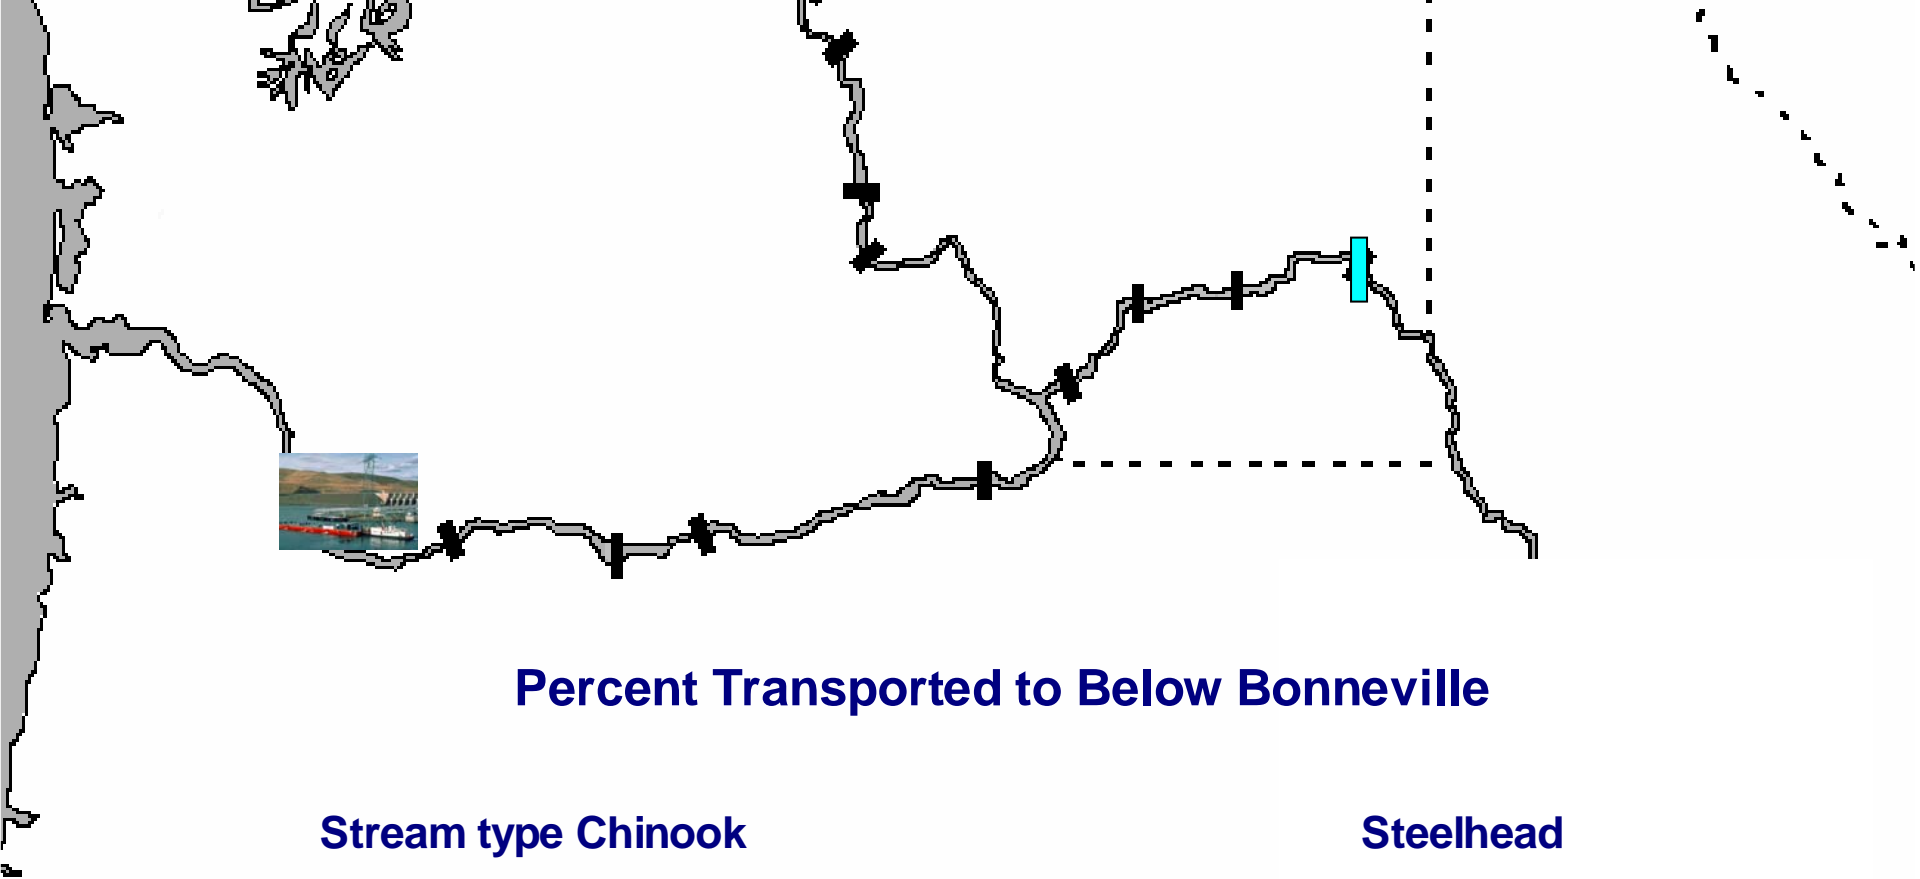 Percent Transported to Below Bonneville
Stream type Chinook
Steelhead